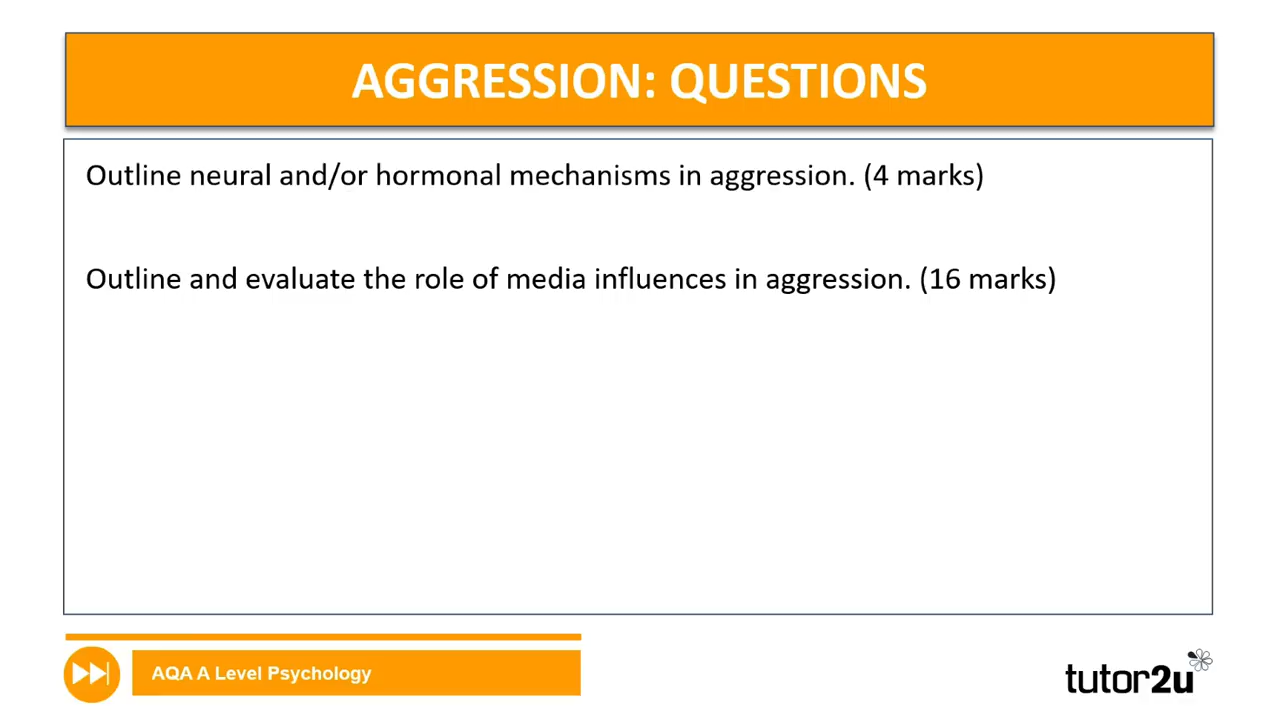 AGGRESSION: QUESTIONS
Outline neural and/or hormonal mechanisms in aggression. (4 marks)
Outline and evaluate the role of media influences in aggression. (16 marks)
AQA A Level Psychology
tutor2u